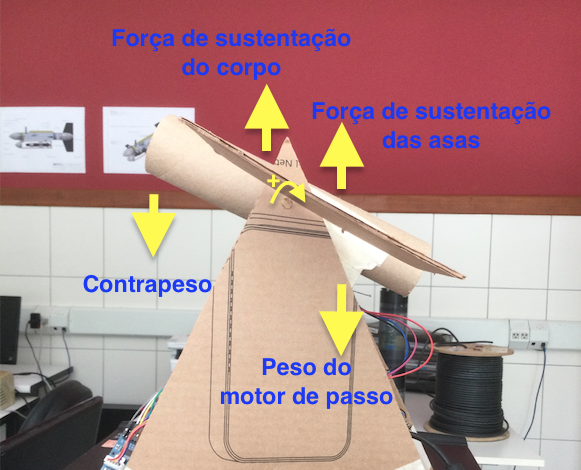 Força de sustentação
do corpo
Força de sustentação
das asas
+
Contrapeso
Peso do
motor de passo